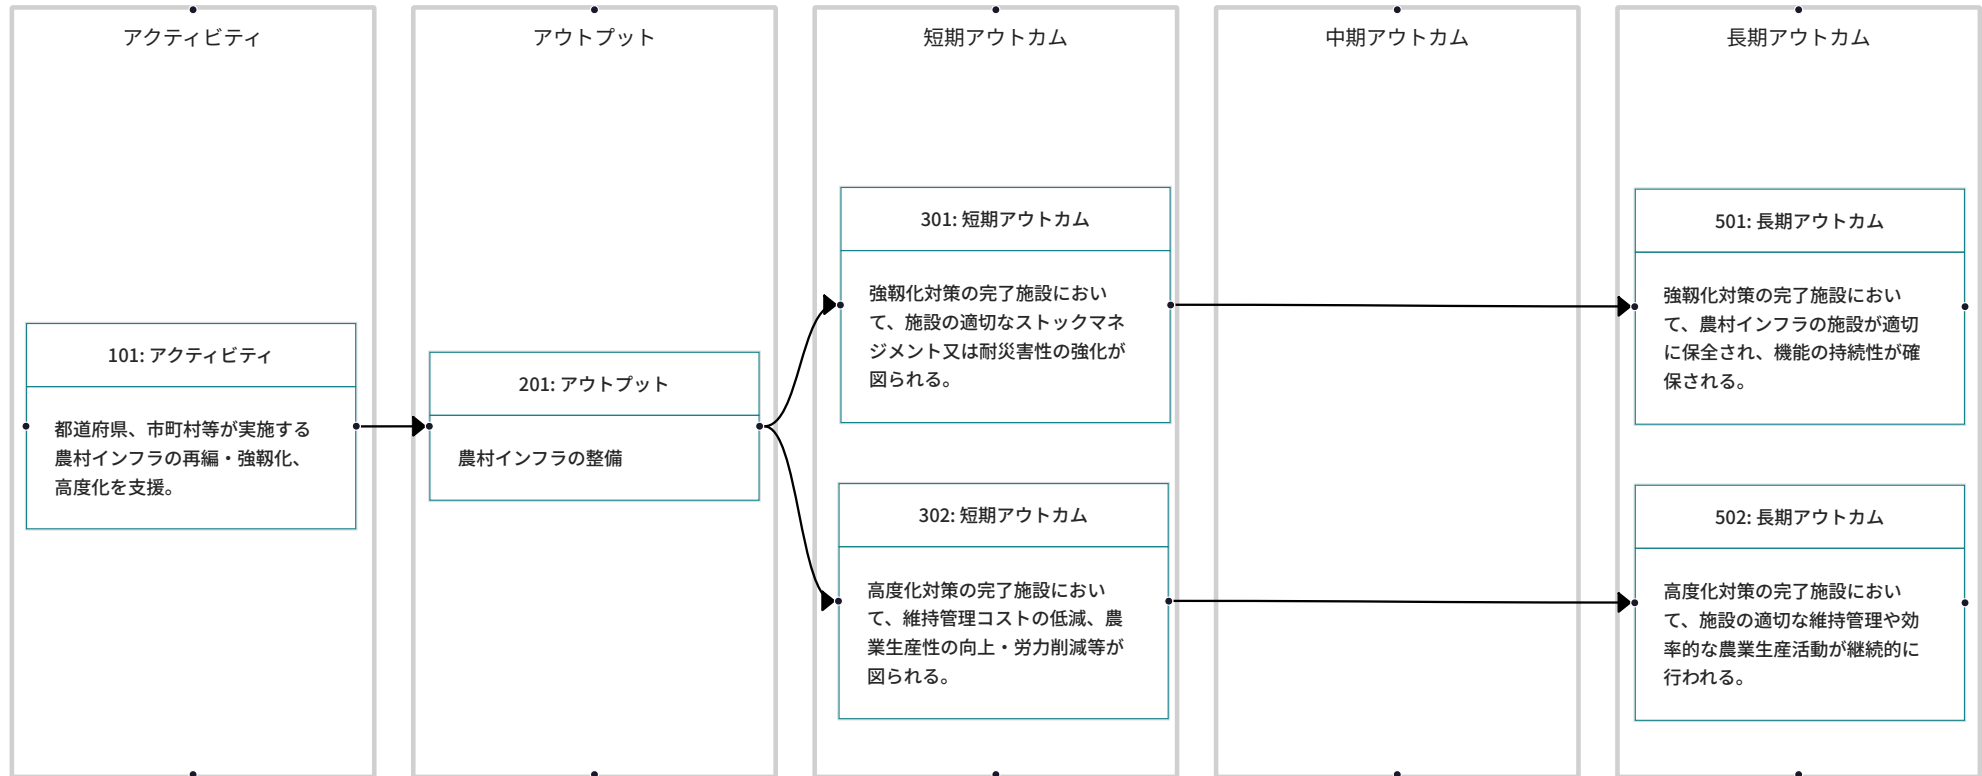 アクティビティ
アウトプット
短期アウトカム
中期アウトカム
長期アウトカム
101: アクティビティ
都道府県、市町村等が実施する
農村インフラの再編・強靱化、
高度化を支援。
201: アウトプット
農村インフラの整備
301: 短期アウトカム
強靱化対策の完了施設におい
て、施設の適切なストックマネ
ジメント又は耐災害性の強化が
図られる。
302: 短期アウトカム
高度化対策の完了施設におい
て、維持管理コストの低減、農
業生産性の向上・労力削減等が
図られる。
501: 長期アウトカム
強靱化対策の完了施設におい
て、農村インフラの施設が適切
に保全され、機能の持続性が確
保される。
502: 長期アウトカム
高度化対策の完了施設におい
て、施設の適切な維持管理や効
率的な農業生産活動が継続的に
行われる。